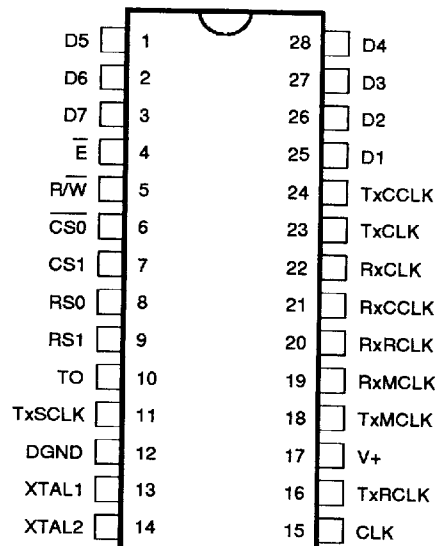 D5 1 28 D4
D6 2 27 D3
D7 3 26 D2
E̅ 4 25 D1
R/W̅ 5 24 TxCCLK
C̅S̅0̅ 6 23 TxCLK
CS1 7 22 RxCLK
RS0 8 21 RxCCLK
RS1 9 20 RxRCLK
TO 10 19 RxMCLK
TxSCLK 11 18 TxMCLK
DGND 12 17 V+
XTAL1 13 16 TxRCLK
XTAL2 14 15 CLK